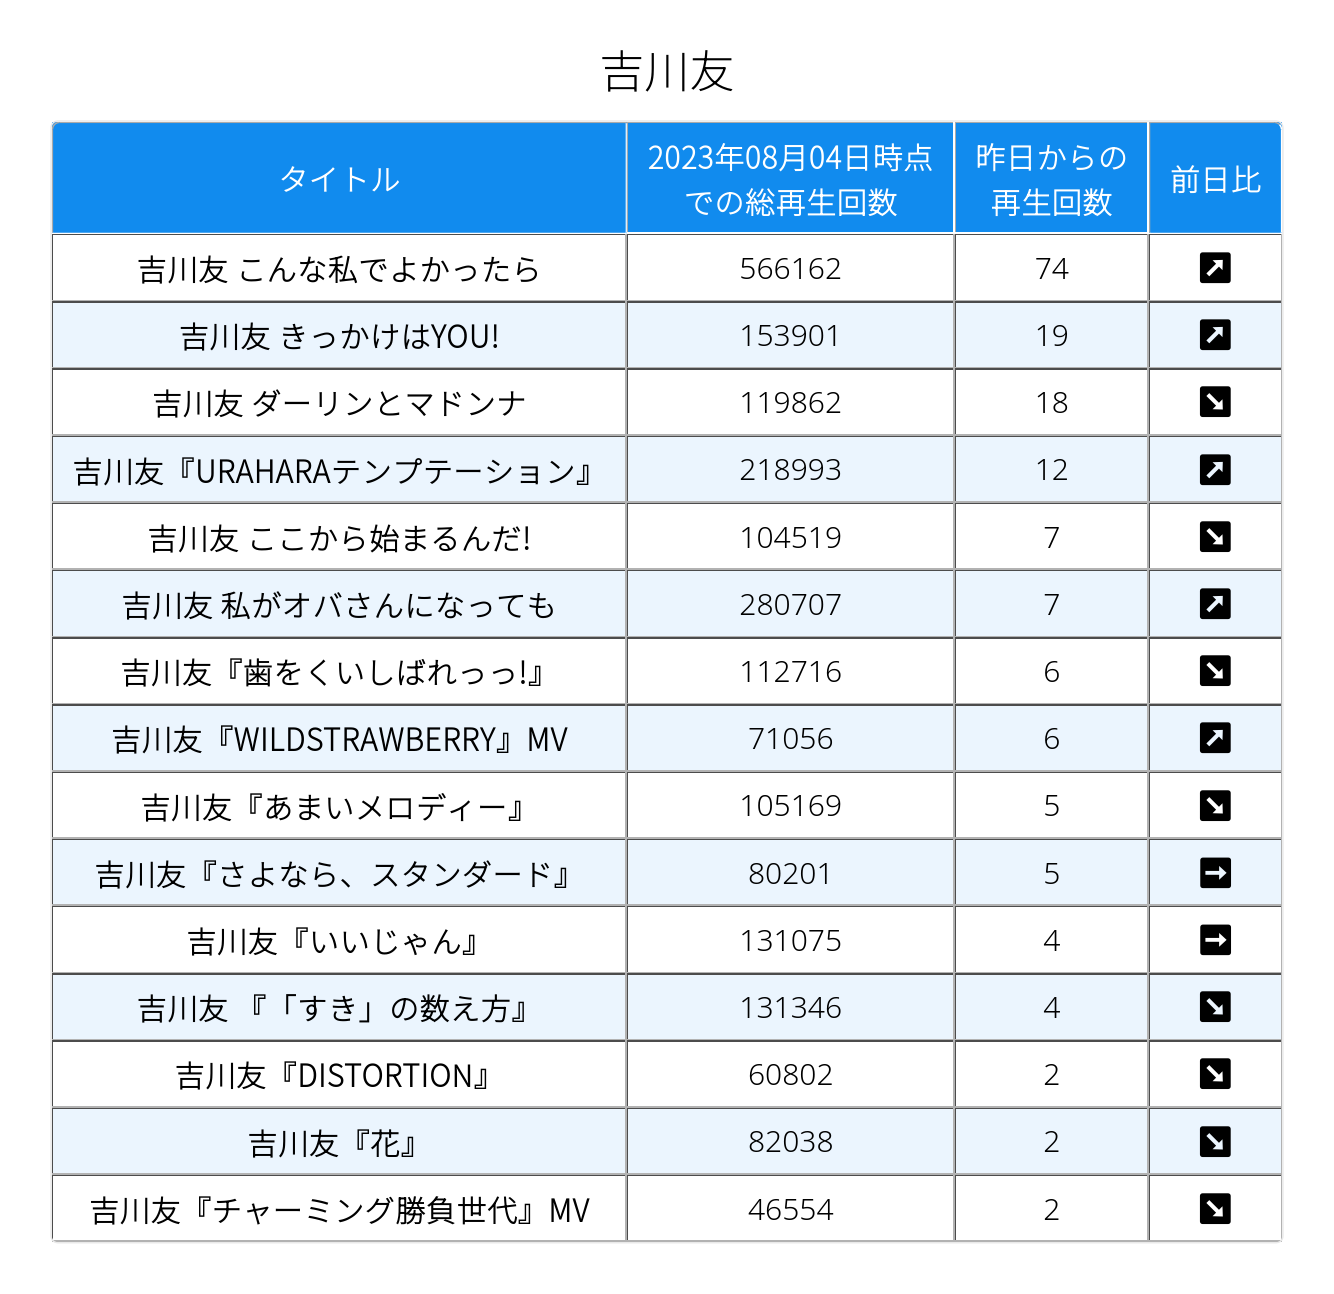 吉川友
タイトル
2023年08月04日時点
での総再生回数
昨日からの
再生回数
前日比
吉川友 こんな私でよかったら 566162 74 ↗
吉川友 きっかけはYOU! 153901 19 ↗
吉川友 ダーリンとマドンナ 119862 18 ↘
吉川友『URAHARAテンプテーション』 218993 12 ↗
吉川友 ここから始まるんだ! 104519 7 ↘
吉川友 私がオバさんになっても 280707 7 ↗
吉川友『歯をくいしばれっっ!』 112716 6 ↘
吉川友『WILDSTRAWBERRY』MV 71056 6 ↗
吉川友『あまいメロディー』 105169 5 ↘
吉川友『さよなら、スタンダード』 80201 5 →
吉川友『いいじゃん』 131075 4 →
吉川友 『「すき」の数え方』 131346 4 ↘
吉川友『DISTORTION』 60802 2 ↘
吉川友『花』 82038 2 ↘
吉川友『チャーミング勝負世代』MV 46554 2 ↘